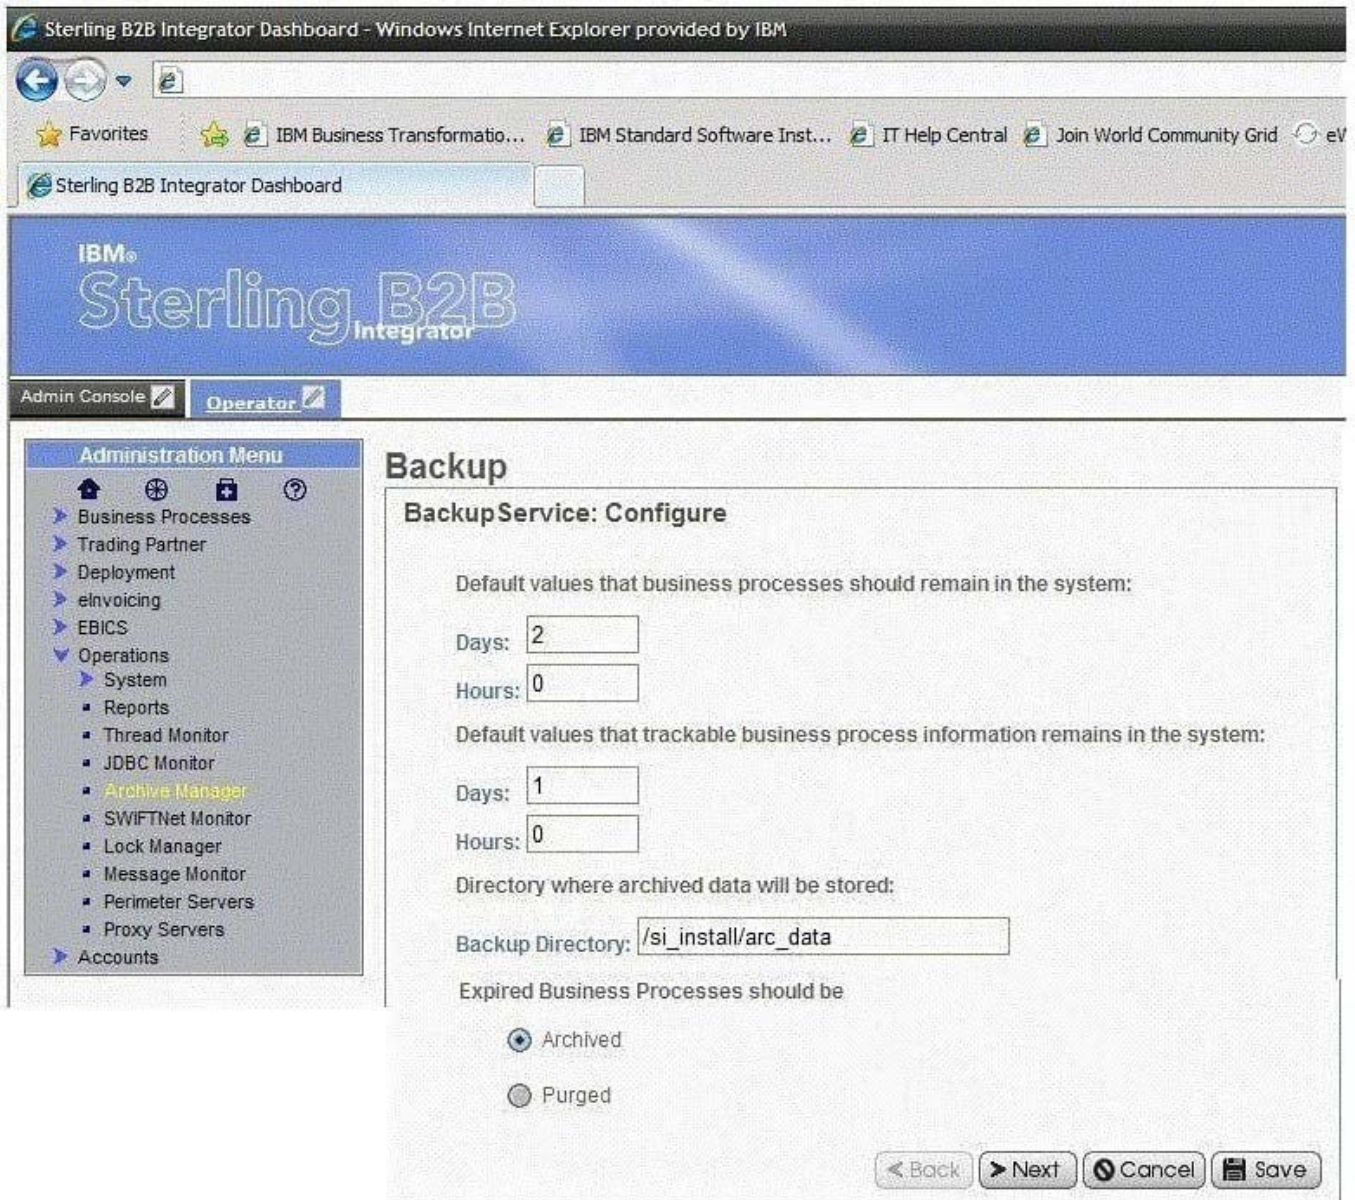 Sterling B2B Integrator Dashboard - Windows Internet Explorer provided by IBM
Favorites IBM Business Transformatio... IBM Standard Software Inst... IT Help Central Join World Community Grid eW
Sterling B2B Integrator Dashboard
IBM®
Sterling B2B
Integrator
Admin Console Operator
Administration Menu
Business Processes
Trading Partner
Deployment
eInvoicing
EBICS
Operations
System
Reports
Thread Monitor
JDBC Monitor
Archive Manager
SWIFTNet Monitor
Lock Manager
Message Monitor
Perimeter Servers
Proxy Servers
Accounts
Backup
BackupService: Configure
Default values that business processes should remain in the system:
Days: 2
Hours: 0
Default values that trackable business process information remains in the system:
Days: 1
Hours: 0
Directory where archived data will be stored:
Backup Directory: /si_install/arc_data
Expired Business Processes should be
Archived
Purged
Back Next Cancel Save